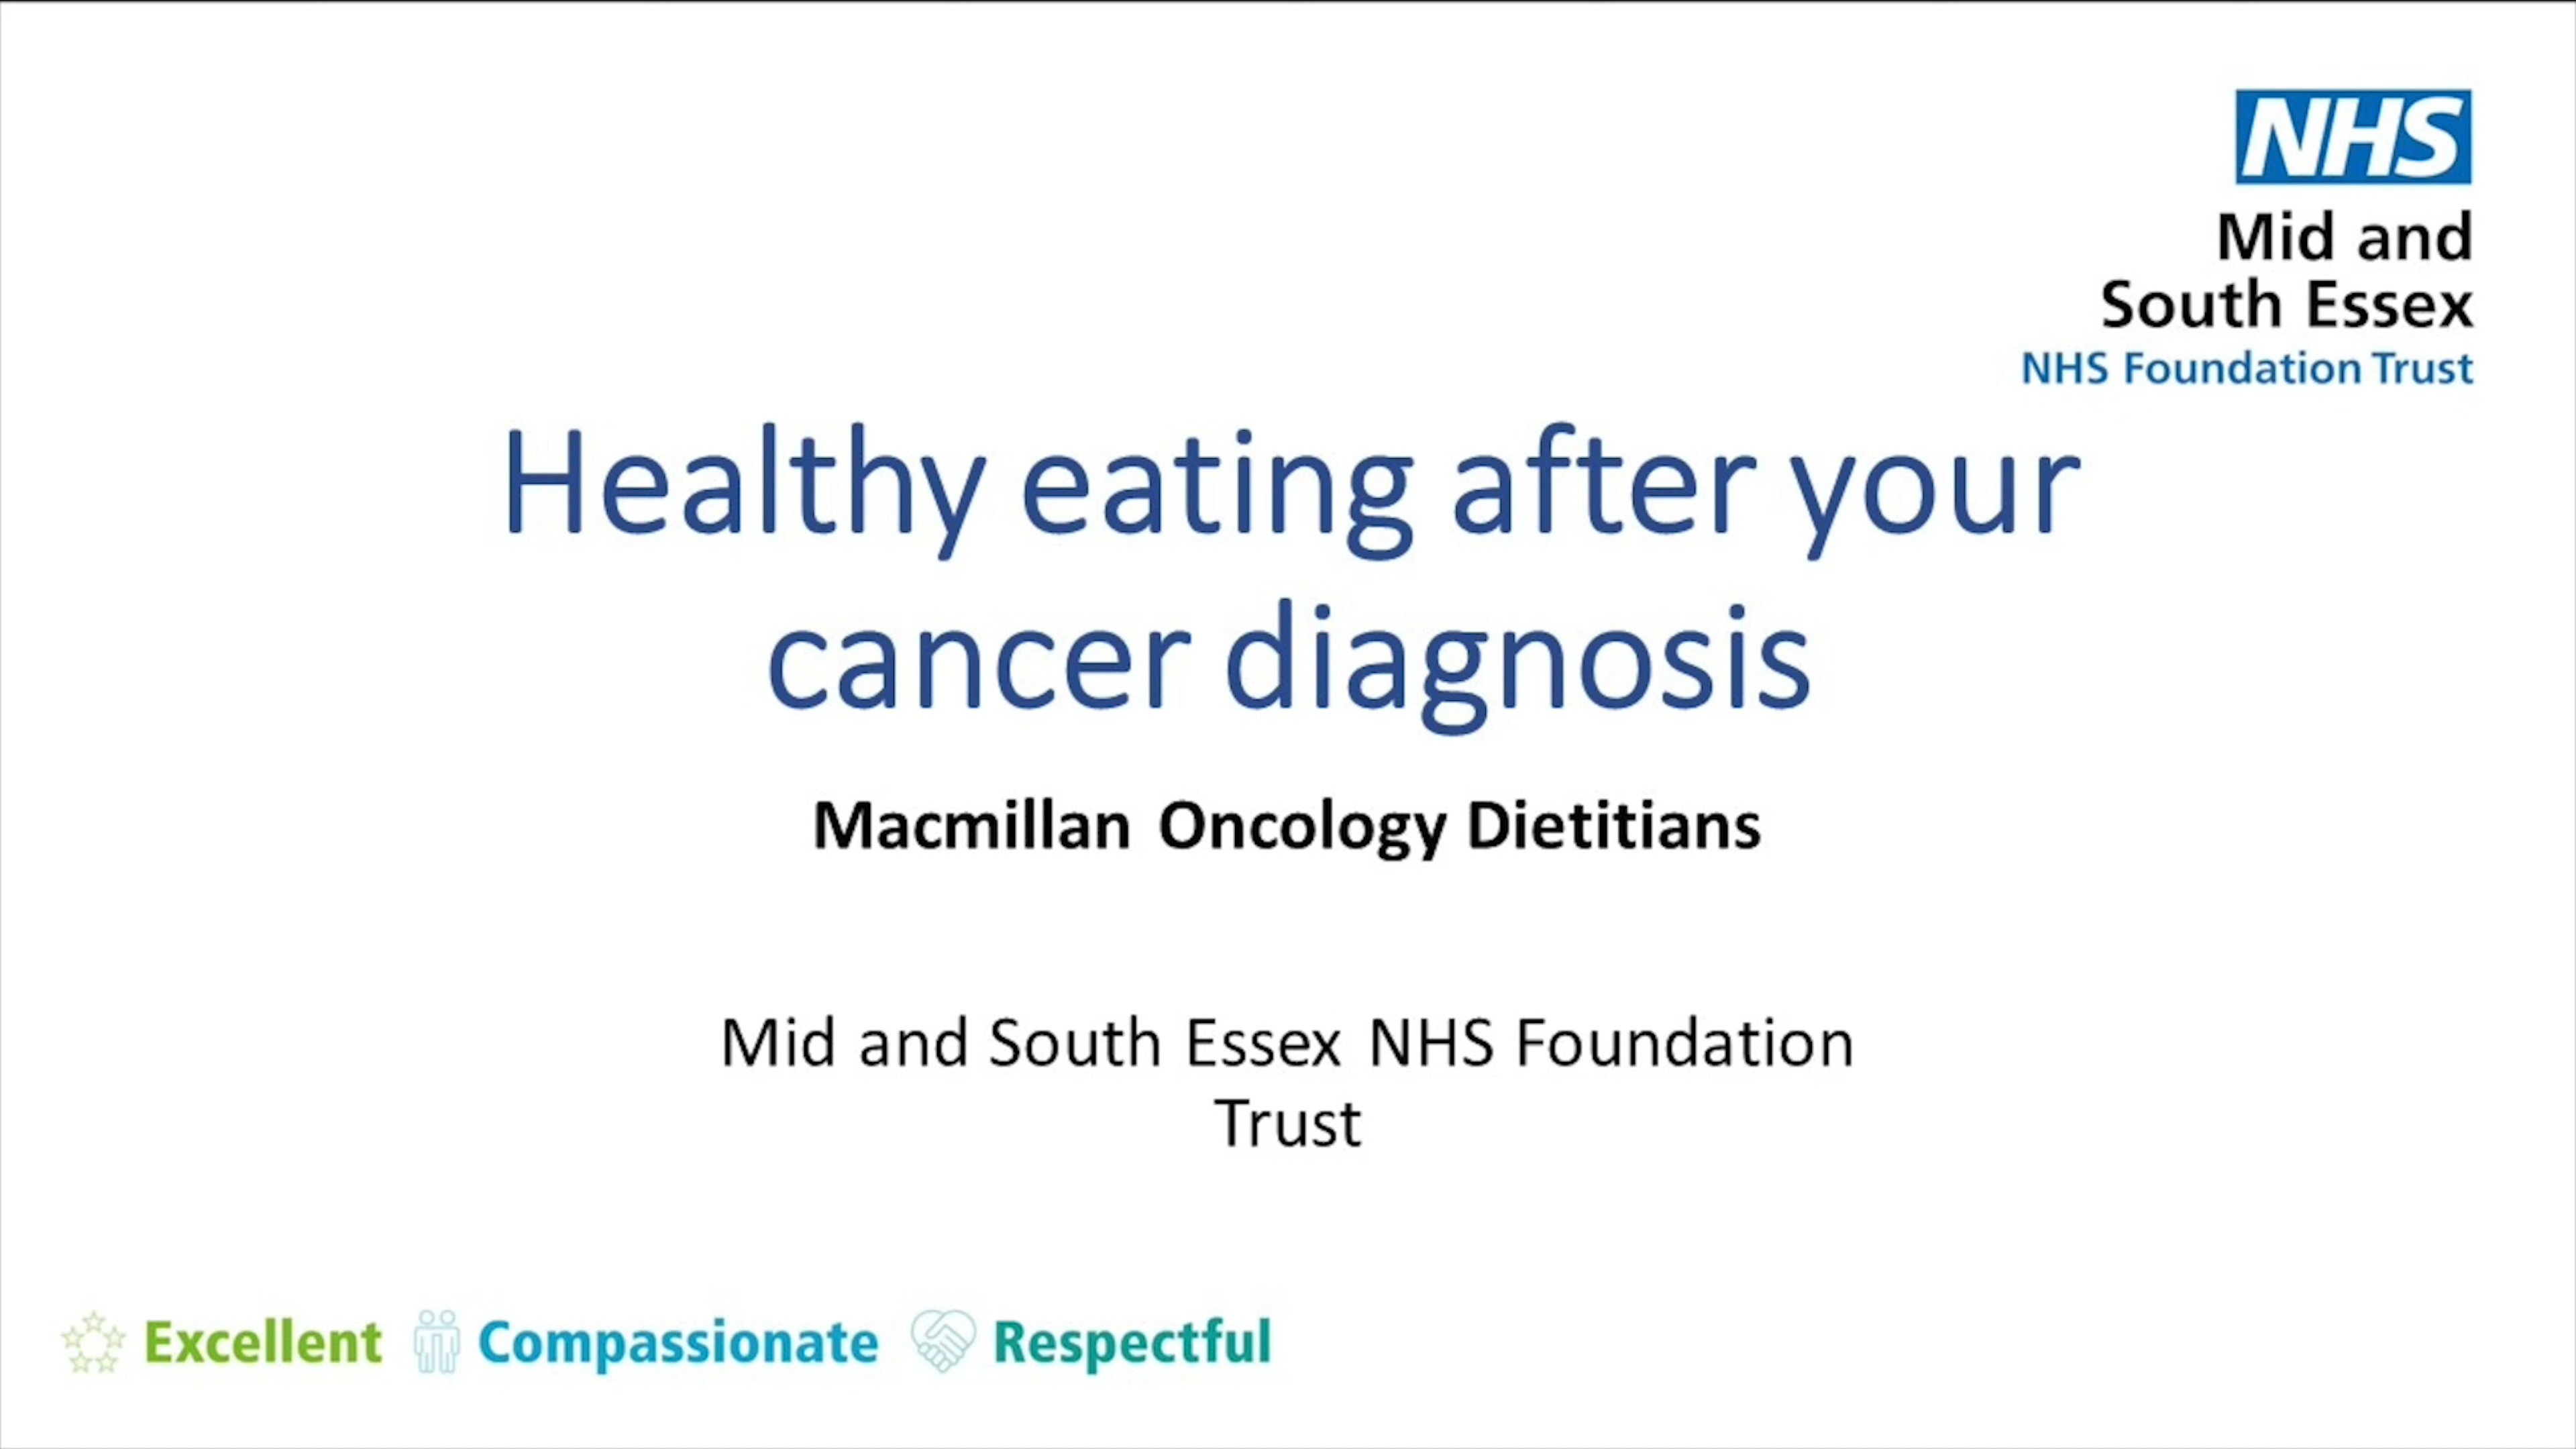 NHS
Mid and
South Essex
NHS Foundation Trust
Healthy eating after your
cancer diagnosis
Macmillan Oncology Dietitians
Mid and South Essex NHS Foundation
Trust
Excellent Compassionate Respectful